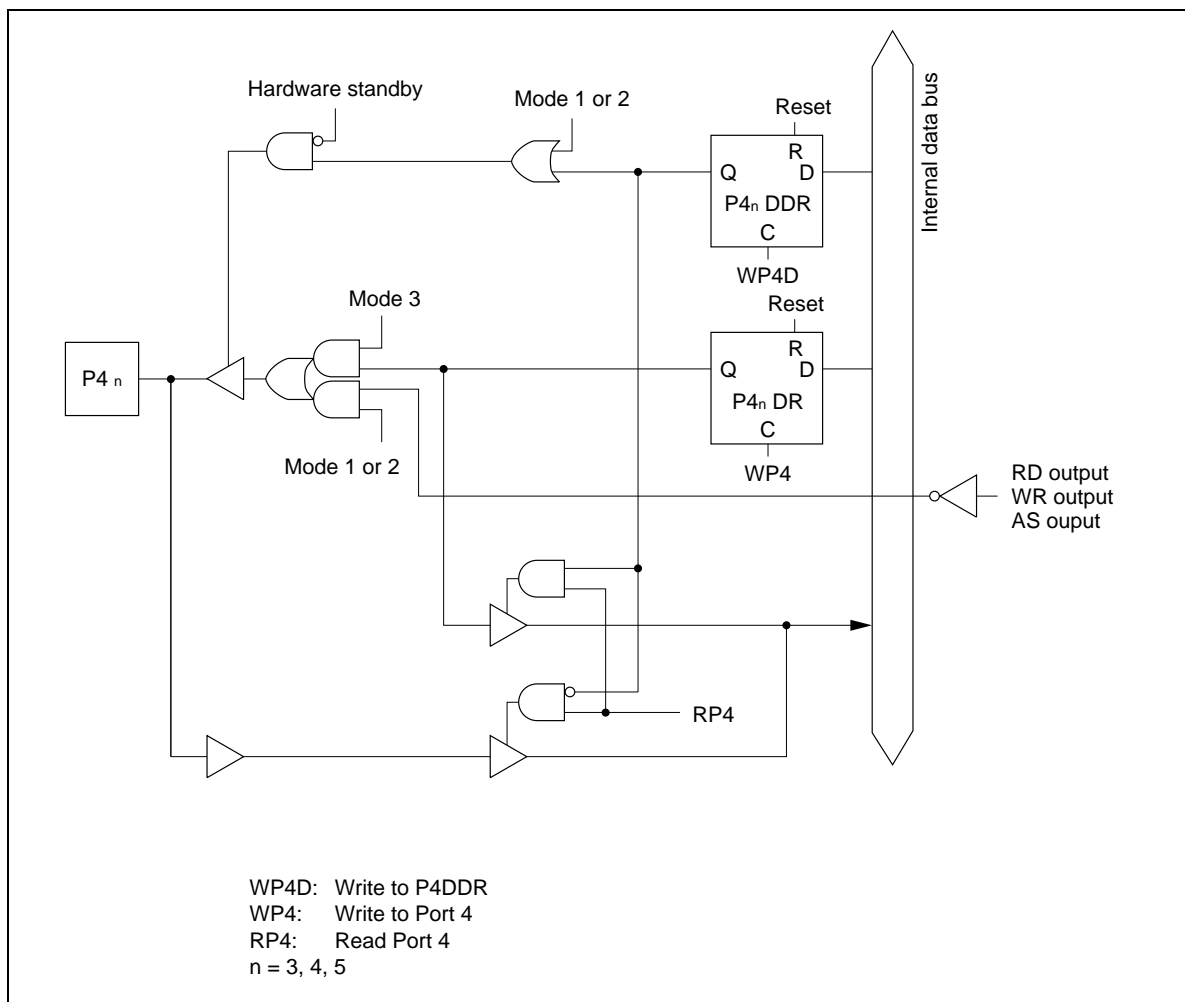 Hardware standby
Mode 1 or 2
Reset
R
Q
D
P4n DDR
C
WP4D
Internal data bus
Mode 3
Reset
R
Q
D
P4n DR
C
WP4
P4 n
Mode 1 or 2
RD output
WR output
AS ouput
RP4
WP4D: Write to P4DDR
WP4: Write to Port 4
RP4: Read Port 4
n = 3, 4, 5